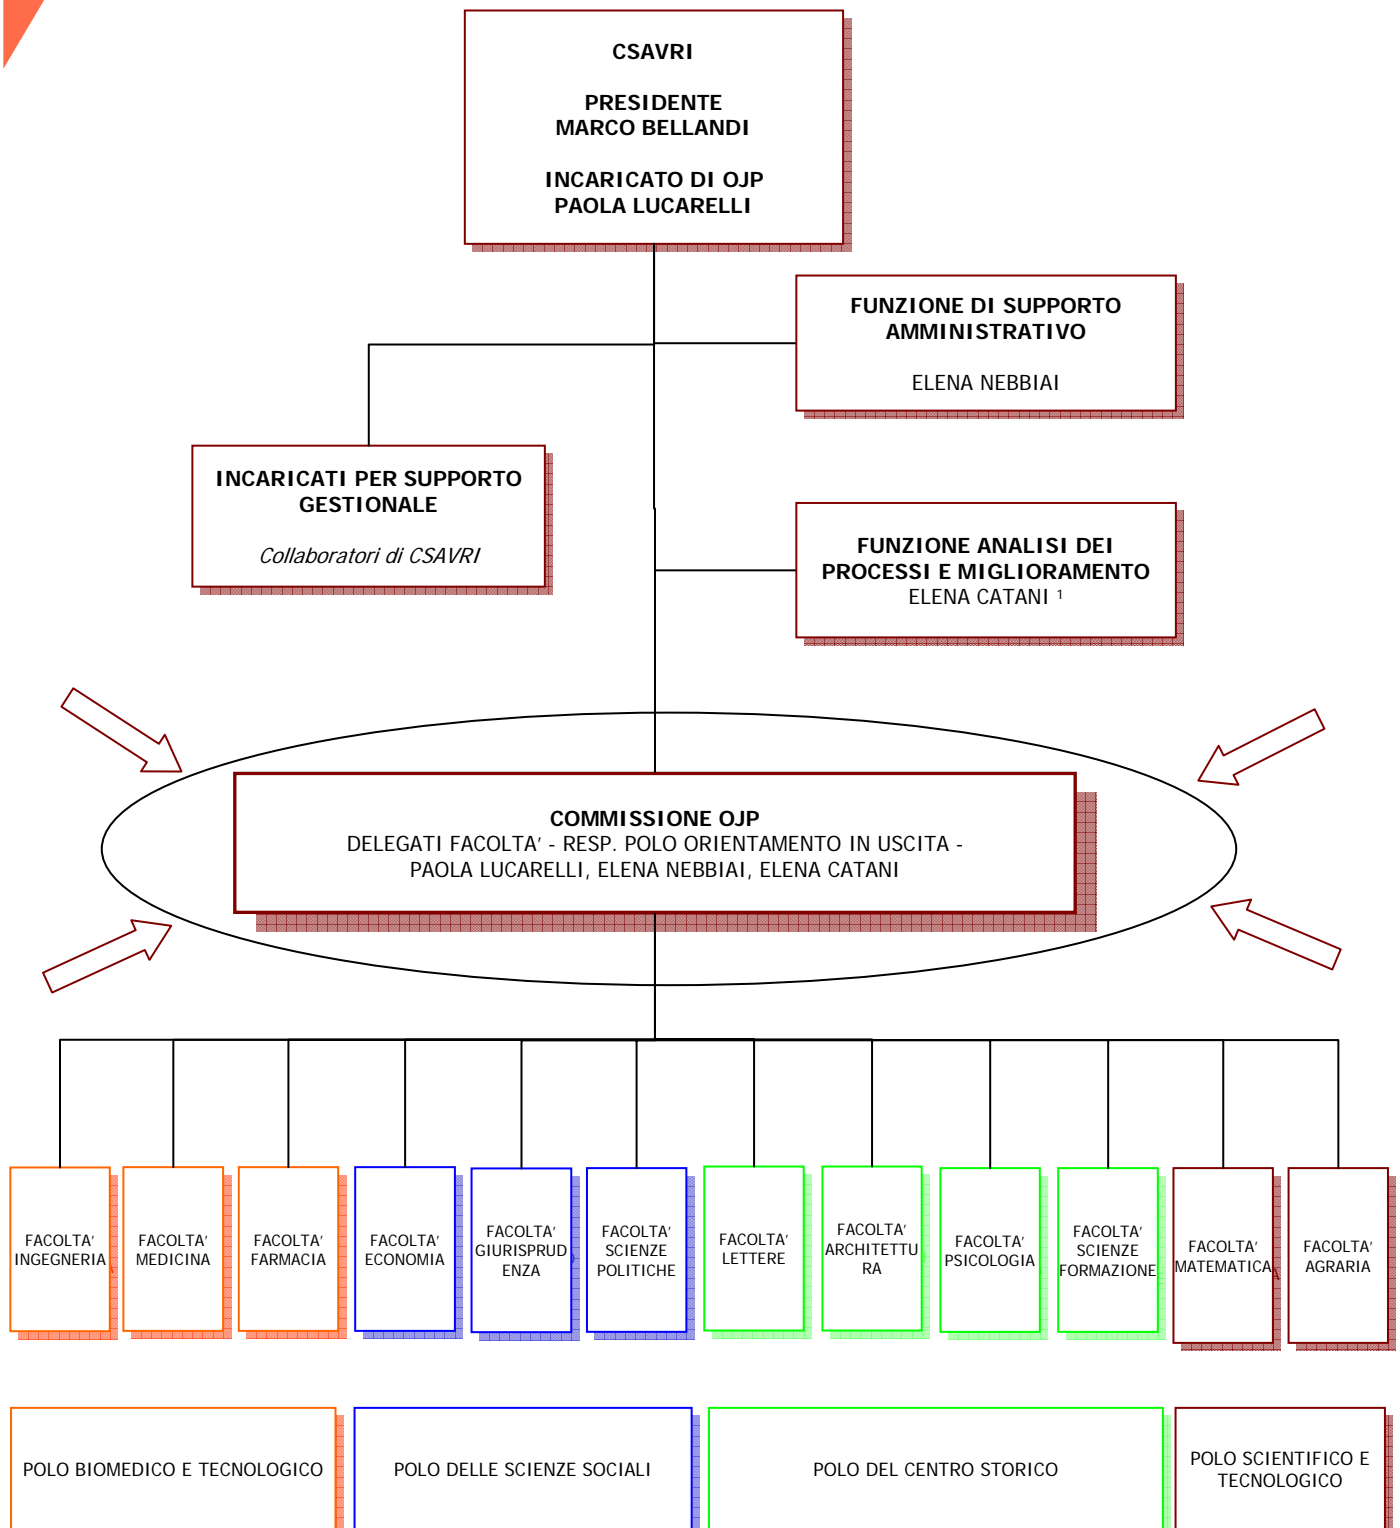 CSAVRI
PRESIDENTE
MARCO BELLANDI
INCARICATO DI OJP
PAOLA LUCARELLI
FUNZIONE DI SUPPORTO
AMMINISTRATIVO
ELENA NEBBIAI
INCARICATI PER SUPPORTO
GESTIONALE
Collaboratori di CSAVRI
FUNZIONE ANALISI DEI
PROCESSI E MIGLIORAMENTO
ELENA CATANI ¹
COMMISSIONE OJP
DELEGATI FACOLTA' - RESP. POLO ORIENTAMENTO IN USCITA -
PAOLA LUCARELLI, ELENA NEBBIAI, ELENA CATANI
FACOLTA'
INGEGNERIA
FACOLTA'
MEDICINA
FACOLTA'
FARMACIA
FACOLTA'
ECONOMIA
FACOLTA'
GIURISPRUD
ENZA
FACOLTA'
SCIENZE
POLITICHE
FACOLTA'
LETTERE
FACOLTA'
ARCHITETTU
RA
FACOLTA'
PSICOLOGIA
FACOLTA'
SCIENZE
FORMAZIONE
FACOLTA'
MATEMATICA
FACOLTA'
AGRARIA
POLO BIOMEDICO E TECNOLOGICO
POLO DELLE SCIENZE SOCIALI
POLO DEL CENTRO STORICO
POLO SCIENTIFICO E
TECNOLOGICO